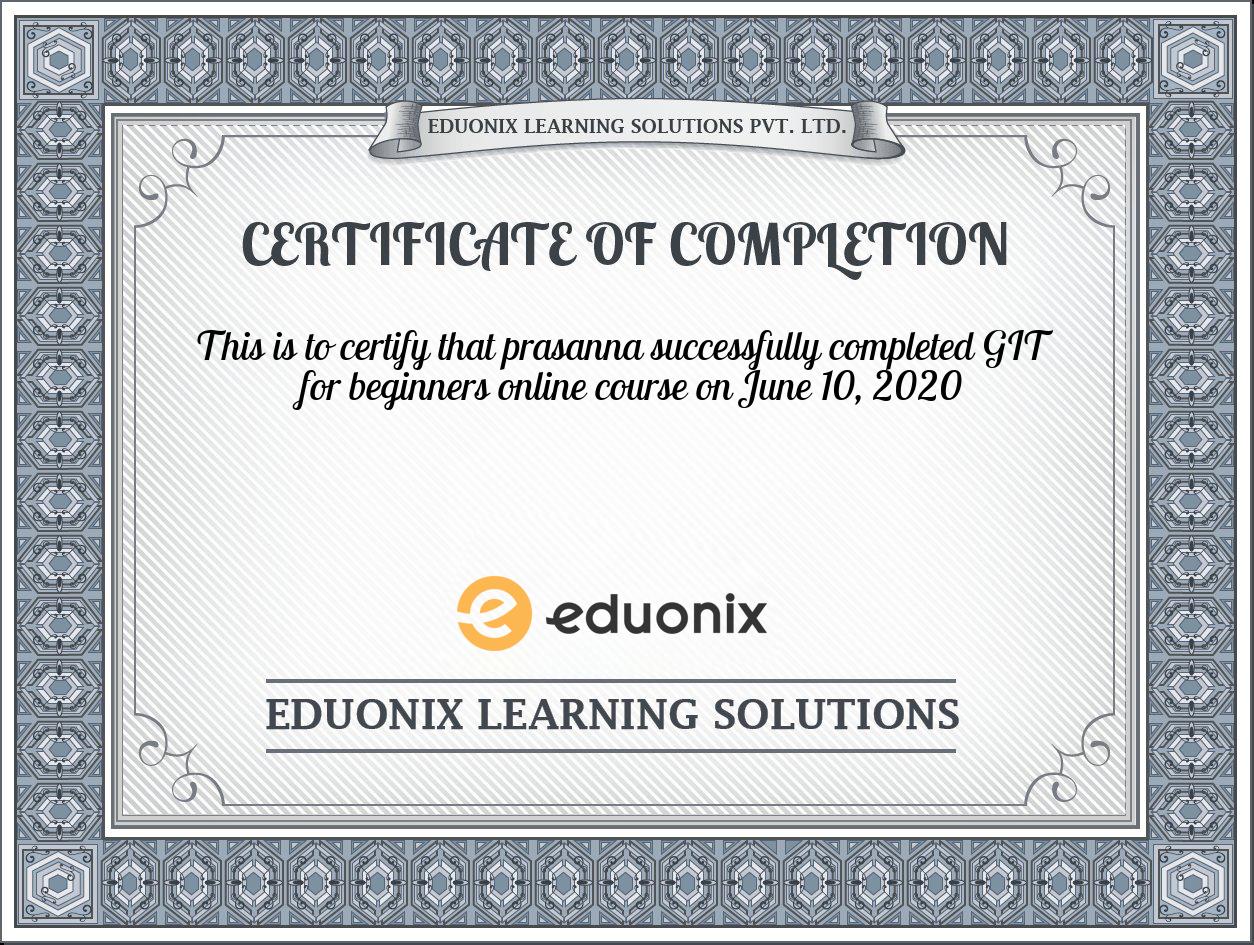 EDUONIX LEARNING SOLUTIONS PVT. LTD.
CERTIFICATE OF COMPLETION
This is to certify that prasanna successfully completed GIT
for beginners online course on June 10, 2020
eduonix
EDUONIX LEARNING SOLUTIONS